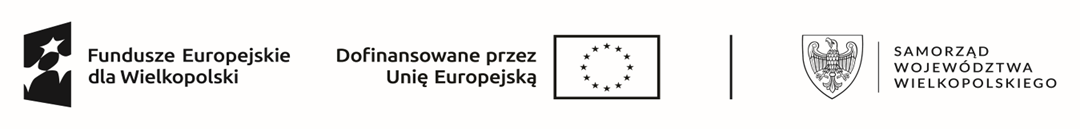 Fundusze Europejskie
dla Wielkopolski
Dofinansowane przez
Unię Europejską
SAMORZĄD
WOJEWÓDZTWA
WIELKOPOLSKIEGO